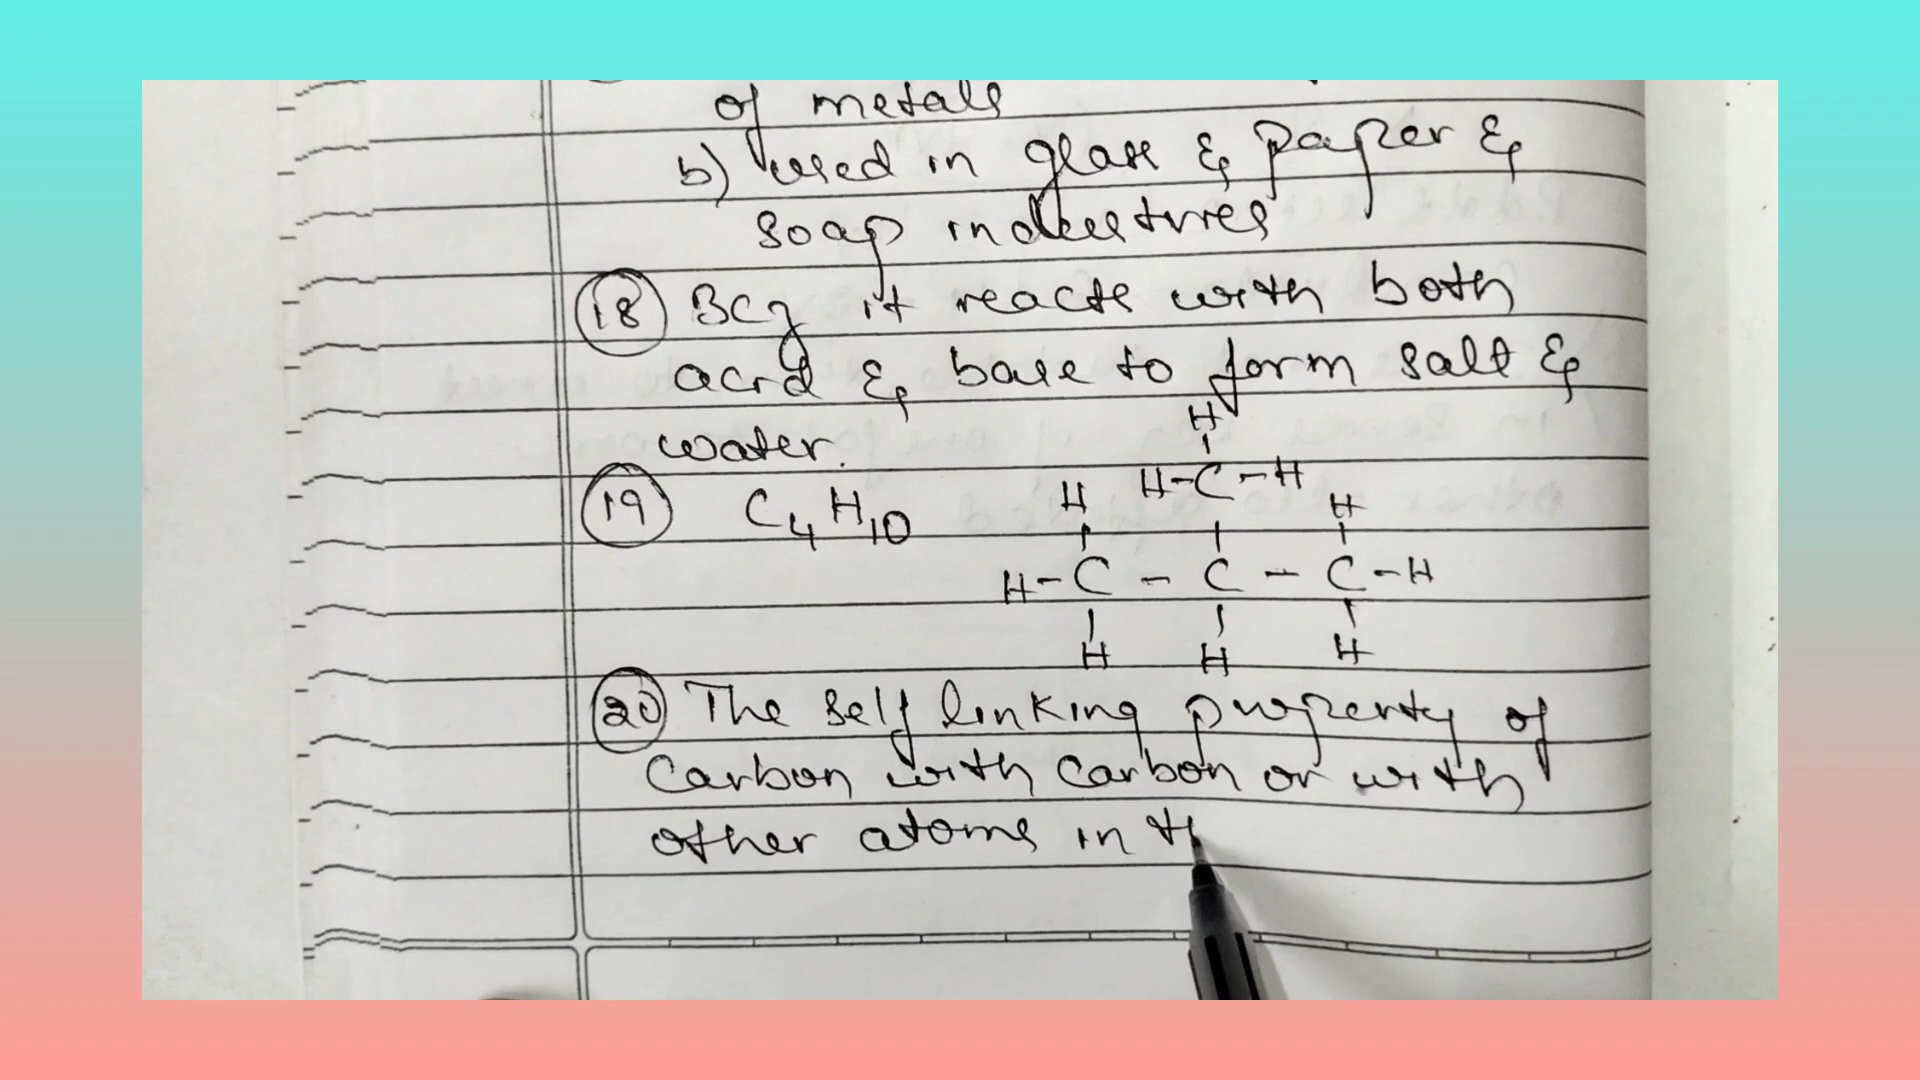 of metals
b) used in glass & paper &
soap industries
18 Bcz it reacts with both
acid & base to form salt &
water.
H
H-C-H
19 C4H10
H H
H-C-C-C-H
H H H
20 The self linking property of
Carbon with carbon or with
other atoms in th